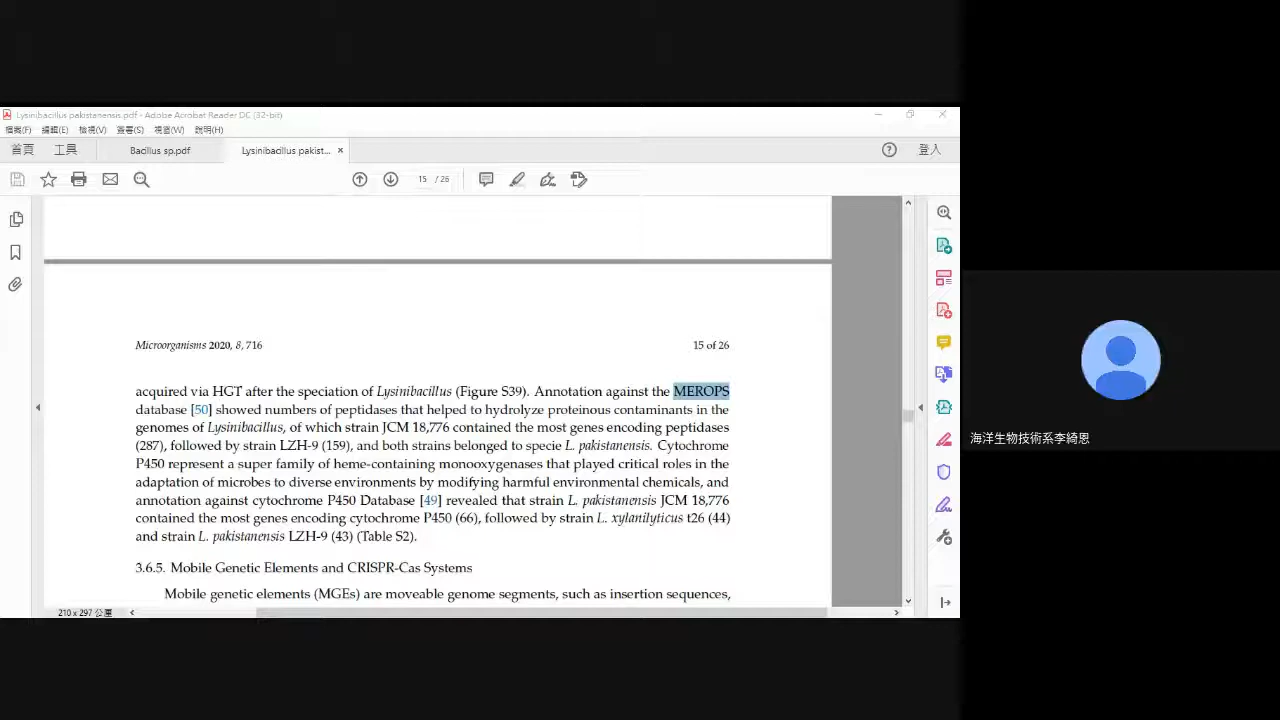 Lysinibacillus pakistanensis.pdf - Adobe Acrobat Reader DC (32-bit)
檔案(F) 編輯(E) 檢視(V) 簽署(S) 視窗(W) 說明(H)
首頁 工具 Bacilius sp.pdf Lysinibacillus pakist... × 登入
15 / 26
Microorganisms 2020, 8, 716 15 of 26
acquired via HGT after the speciation of Lysinibacillus (Figure S39). Annotation against the MEROPS
database [50] showed numbers of peptidases that helped to hydrolyze proteinous contaminants in the
genomes of Lysinibacillus, of which strain JCM 18,776 contained the most genes encoding peptidases
(287), followed by strain LZH-9 (159), and both strains belonged to specie L. pakistanensis. Cytochrome
P450 represent a super family of heme-containing monooxygenases that played critical roles in the
adaptation of microbes to diverse environments by modifying harmful environmental chemicals, and
annotation against cytochrome P450 Database [49] revealed that strain L. pakistanensis JCM 18,776
contained the most genes encoding cytochrome P450 (66), followed by strain L. xylanilyticus t26 (44)
and strain L. pakistanensis LZH-9 (43) (Table S2).
海洋生物技術系李綺恩
3.6.5. Mobile Genetic Elements and CRISPR-Cas Systems
Mobile genetic elements (MGEs) are moveable genome segments, such as insertion sequences,
210 x 297 公厘